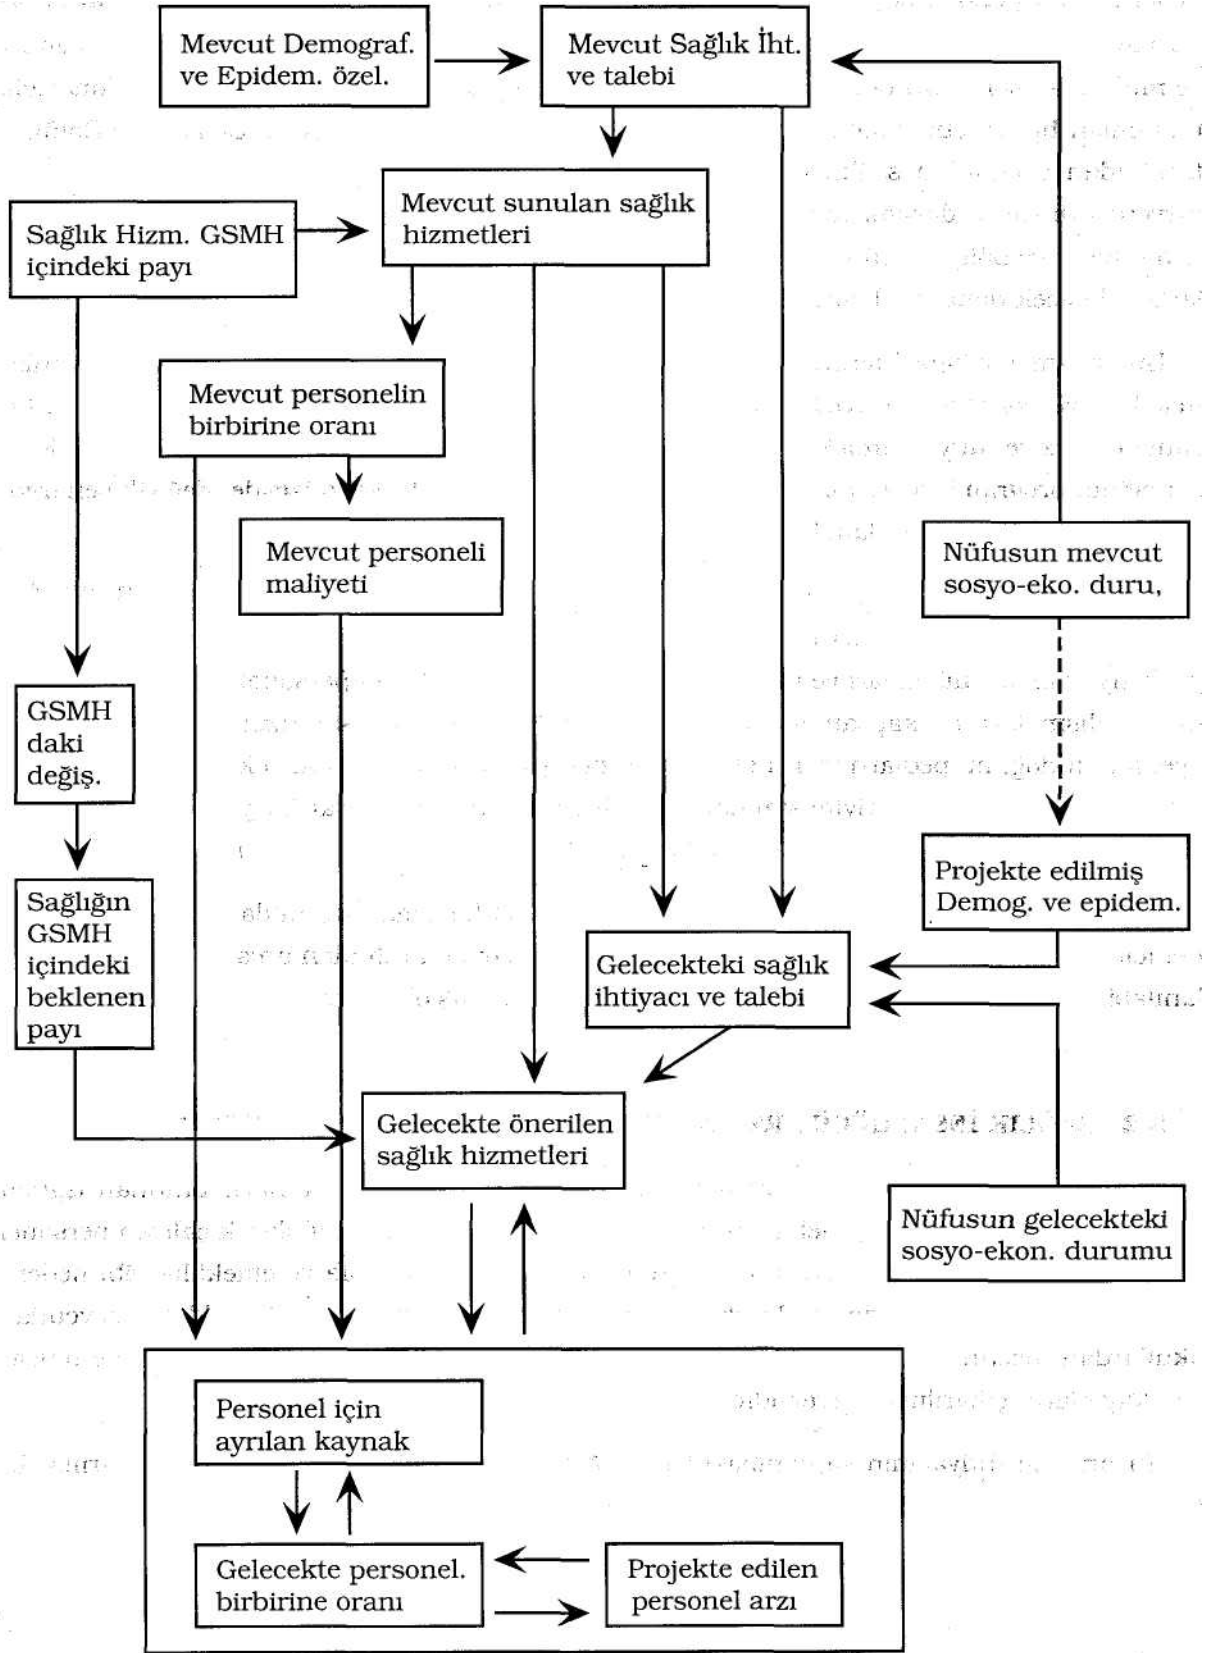 Mevcut Demograf.
ve Epidem. özel.
Mevcut Sağlık İht.
ve talebi
Mevcut sunulan sağlık
hizmetleri
Sağlık Hizm. GSMH
içindeki payı
Mevcut personelin
birbirine oranı
Mevcut personeli
maliyeti
Nüfusun mevcut
sosyo-eko. duru,
GSMH
daki
değiş.
Projekte edilmiş
Demog. ve epidem.
Sağlığın
GSMH
içindeki
beklenen
payı
Gelecekteki sağlık
ihtiyacı ve talebi
Gelecekte önerilen
sağlık hizmetleri
Nüfusun gelecekteki
sosyo-ekon. durumu
Personel için
ayrılan kaynak
Gelecekte personel.
birbirine oranı
Projekte edilen
personel arzı